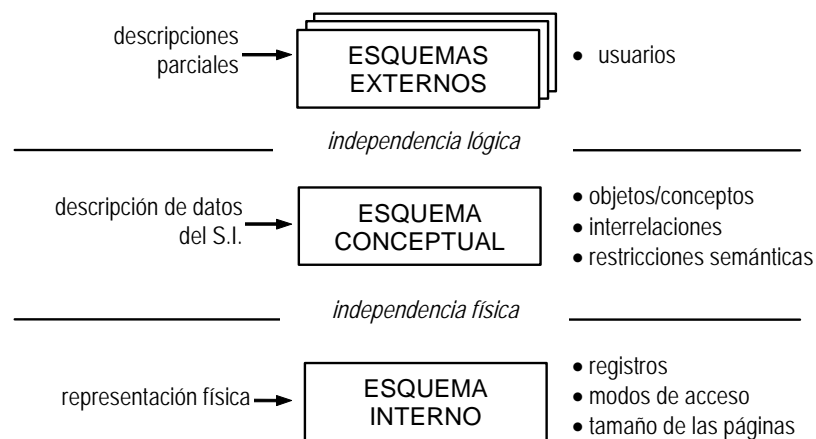 descripciones
parciales
ESQUEMAS
EXTERNOS
• usuarios
independencia lógica
descripción de datos
del S.I.
ESQUEMA
CONCEPTUAL
• objetos/conceptos
• interrelaciones
• restricciones semánticas
independencia física
representación física
ESQUEMA
INTERNO
• registros
• modos de acceso
• tamaño de las páginas